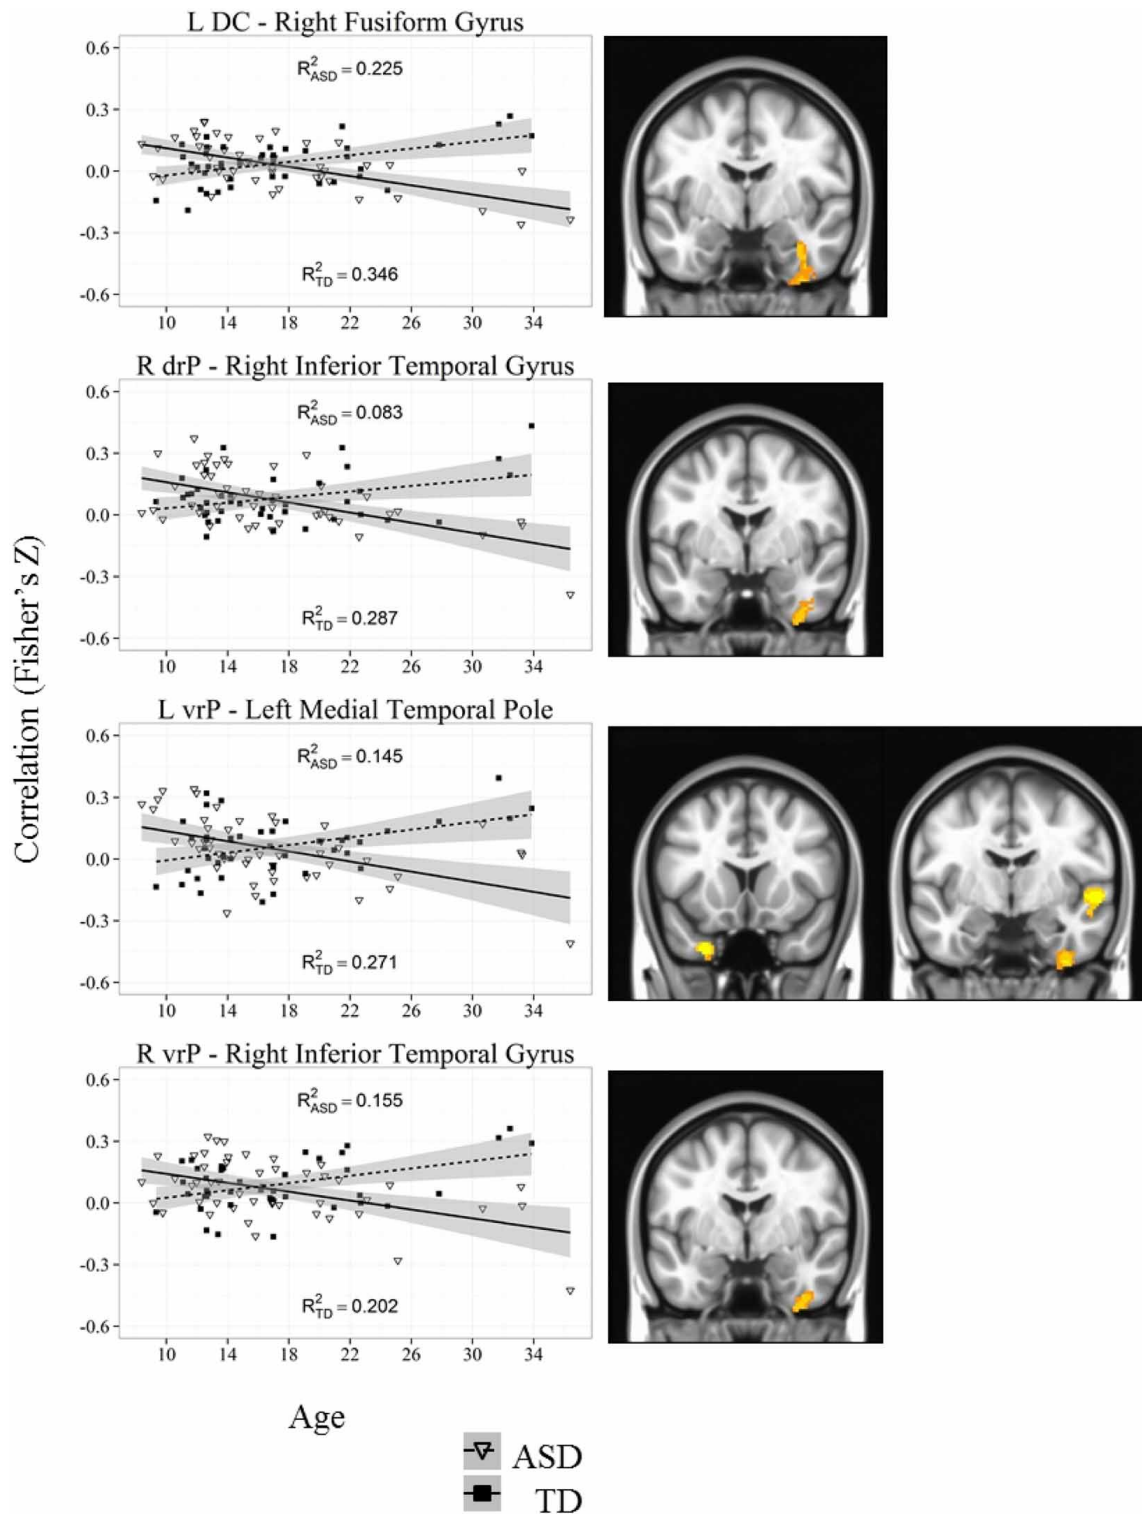 L DC - Right Fusiform Gyrus
0.6
0.3
0.0
-0.3
-0.6
R²ASD = 0.225
R²TD = 0.346
10 14 18 22 26 30 34
R drP - Right Inferior Temporal Gyrus
0.6
0.3
0.0
-0.3
-0.6
R²ASD = 0.083
R²TD = 0.287
10 14 18 22 26 30 34
Correlation (Fisher's Z)
L vrP - Left Medial Temporal Pole
0.6
0.3
0.0
-0.3
-0.6
R²ASD = 0.145
R²TD = 0.271
10 14 18 22 26 30 34
R vrP - Right Inferior Temporal Gyrus
0.6
0.3
0.0
-0.3
-0.6
R²ASD = 0.155
R²TD = 0.202
10 14 18 22 26 30 34
Age
ASD
TD